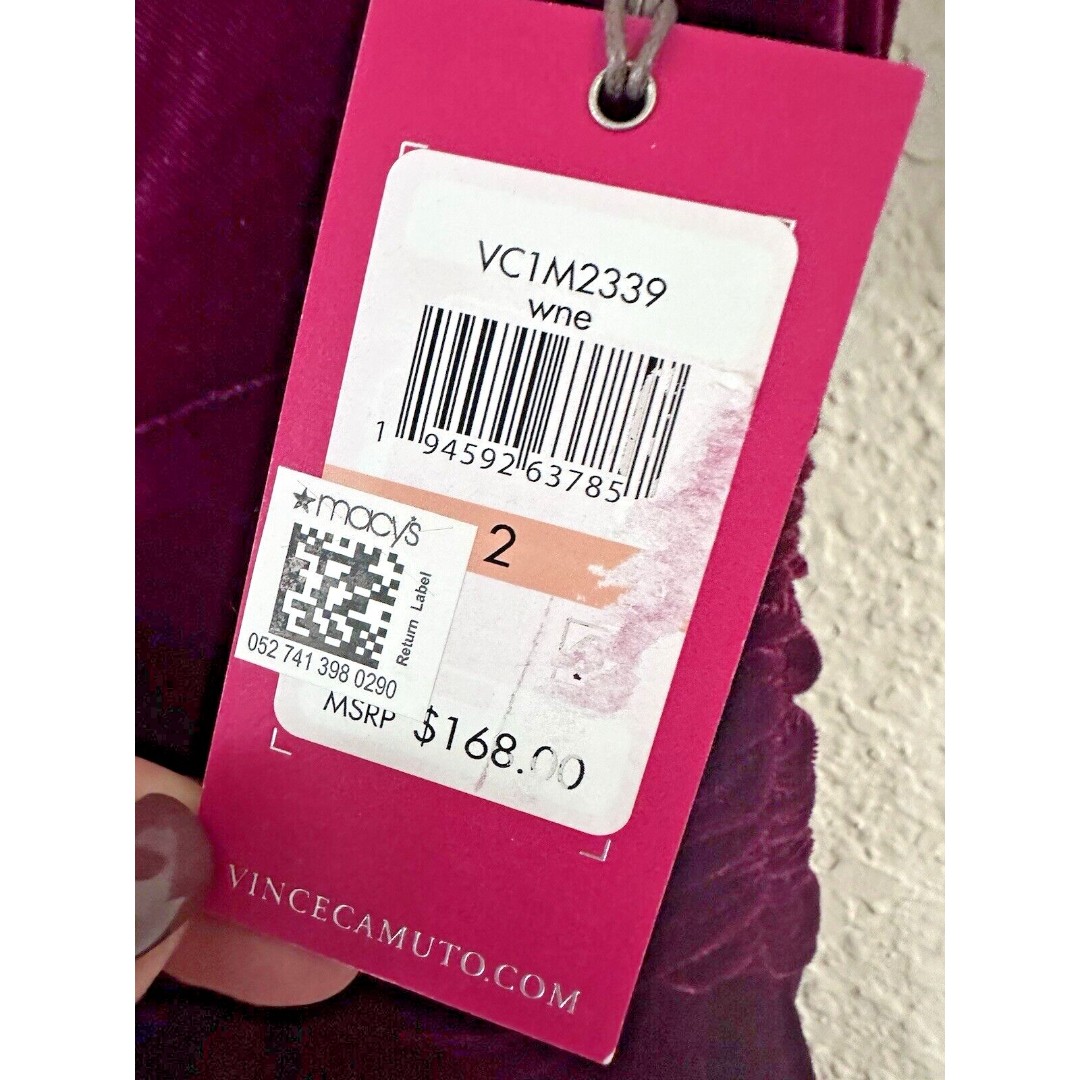 VC1M2339
wne
1 94592 63785
2
★macy's
Return Label
052 741 398 0290
MSRP $168.00
VINCECAMUTO.COM